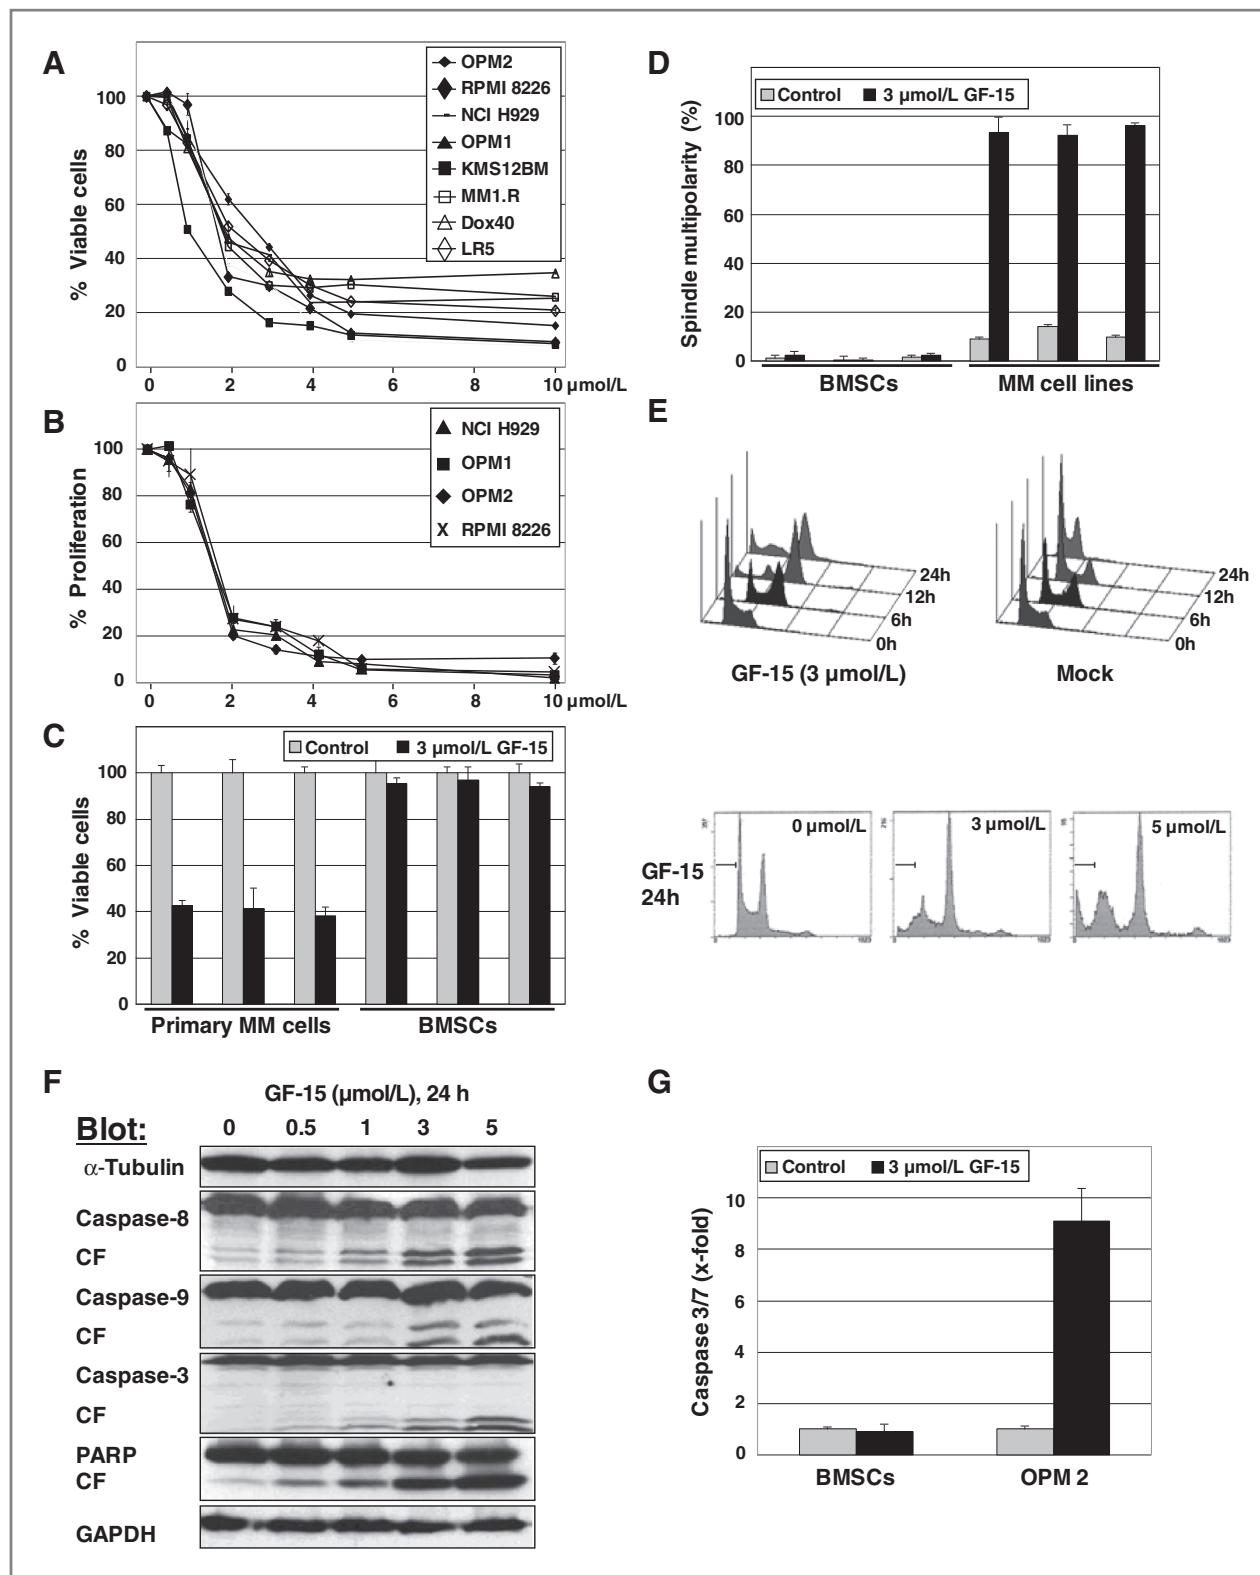 A
% Viable cells
100
80
60
40
20
0
0 2 4 6 8 10 µmol/L
OPM2
RPMI 8226
NCI H929
OPM1
KMS12BM
MM1.R
Dox40
LR5
B
% Proliferation
100
80
60
40
20
0
0 2 4 6 8 10 µmol/L
NCI H929
OPM1
OPM2
RPMI 8226
C
% Viable cells
Control 3 µmol/L GF-15
100
80
60
40
20
0
Primary MM cells BMSCs
D
Spindle multipolarity (%)
Control 3 µmol/L GF-15
100
80
60
40
20
0
BMSCs MM cell lines
E
24h
12h
6h
0h
GF-15 (3 µmol/L)
24h
12h
6h
0h
Mock
GF-15
24h
0 µmol/L
0 1023
3 µmol/L
0 1023
5 µmol/L
0 1023
F
GF-15 (µmol/L), 24 h
Blot: 0 0.5 1 3 5
α-Tubulin
Caspase-8
CF
Caspase-9
CF
Caspase-3
CF
PARP
CF
GAPDH
G
Caspase 3/7 (x-fold)
Control 3 µmol/L GF-15
10
8
6
4
2
0
BMSCs OPM 2